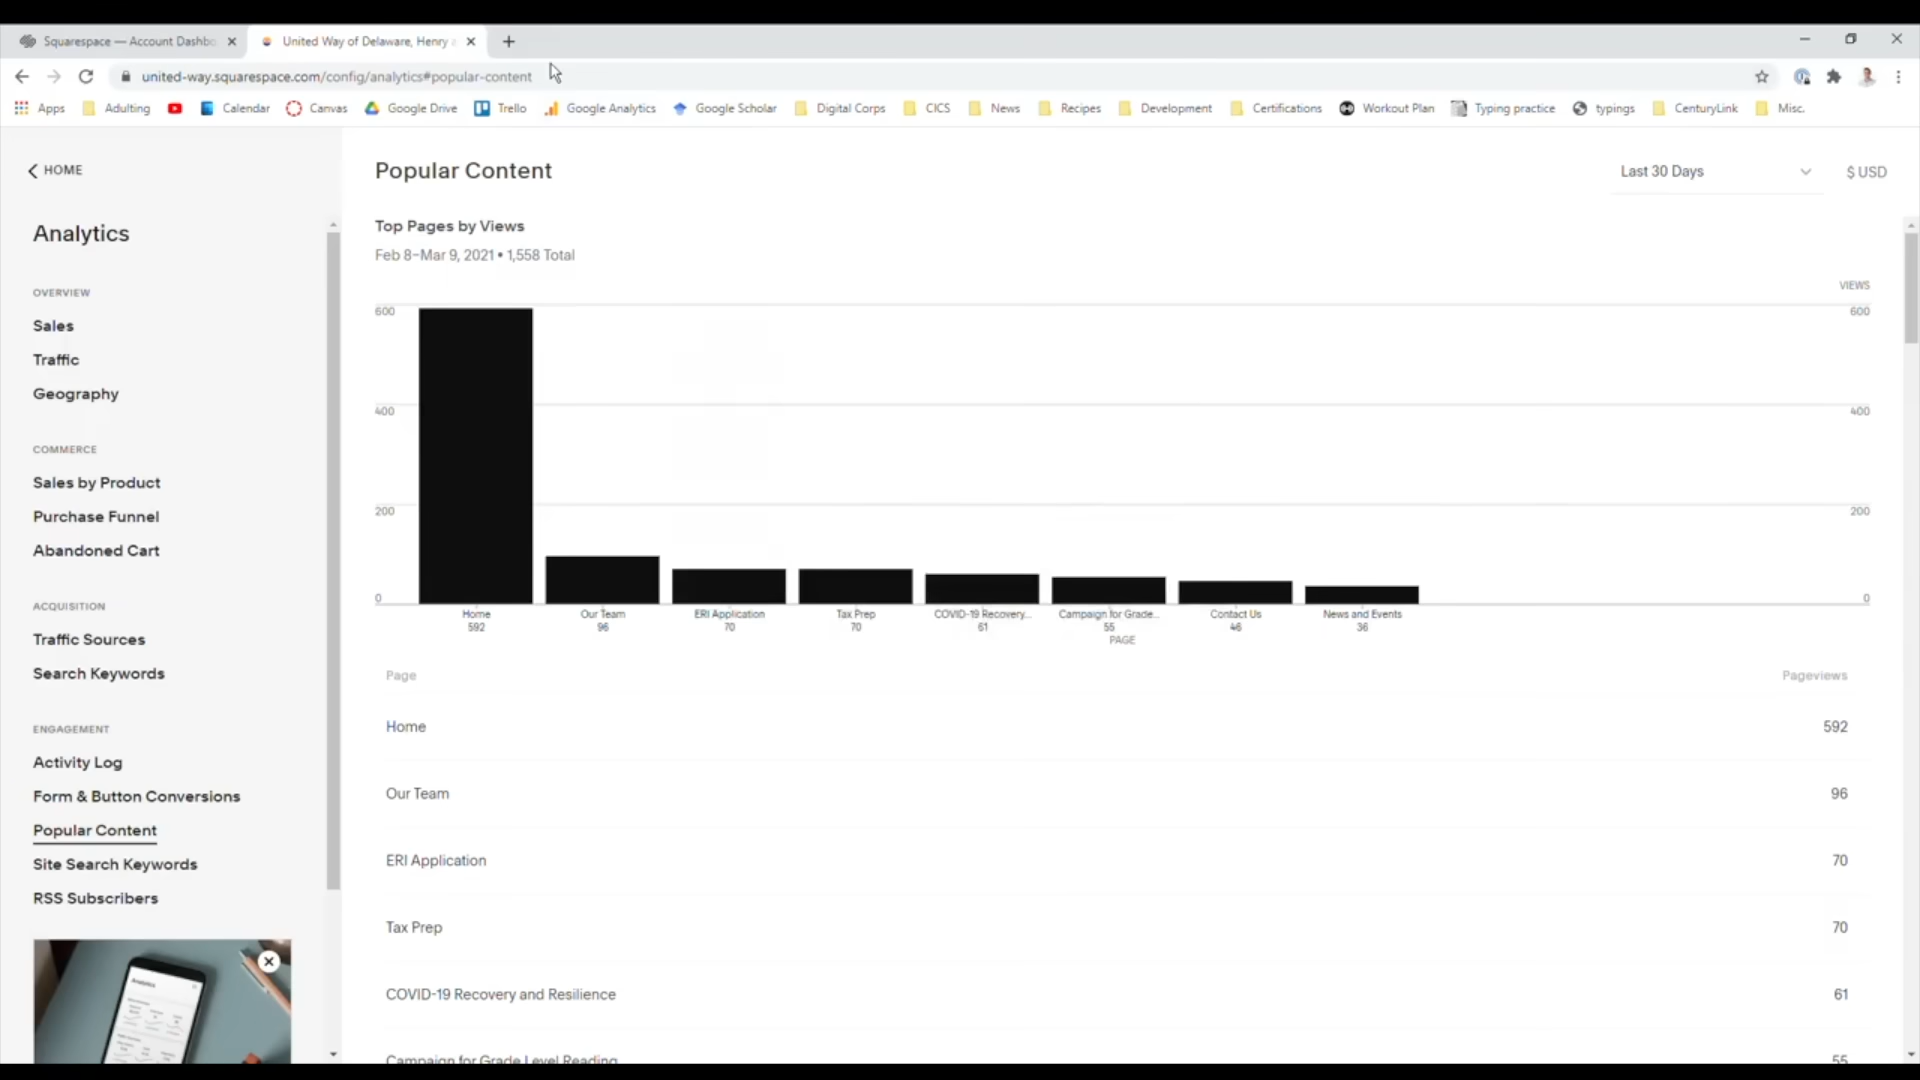 Squarespace — Account Dashbo
United Way of Delaware, Henry a
united-way.squarespace.com/config/analytics#popular-content
Apps
Adulting
Calendar
Canvas
Google Drive
Trello
Google Analytics
Google Scholar
Digital Corps
CICS
News
Recipes
Development
Certifications
Workout Plan
Typing practice
typings
CenturyLink
Misc.
HOME
Analytics
OVERVIEW
Sales
Traffic
Geography
COMMERCE
Sales by Product
Purchase Funnel
Abandoned Cart
ACQUISITION
Traffic Sources
Search Keywords
ENGAGEMENT
Activity Log
Form & Button Conversions
Popular Content
Site Search Keywords
RSS Subscribers
Analytics
Popular Content
Last 30 Days
$ USD
Top Pages by Views
Feb 8–Mar 9, 2021 • 1,558 Total
VIEWS
600 600
400 400
200 200
0 0
Home Our Team ERI Application Tax Prep COVID-19 Recovery... Campaign for Grade... Contact Us News and Events
592 96 70 70 61 55 46 36
PAGE
Page Pageviews
Home 592
Our Team 96
ERI Application 70
Tax Prep 70
COVID-19 Recovery and Resilience 61
Campaign for Grade Level Reading 55